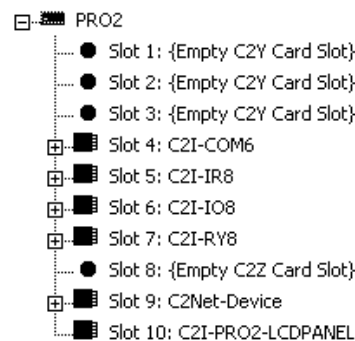 PRO2
Slot 1: {Empty C2Y Card Slot}
Slot 2: {Empty C2Y Card Slot}
Slot 3: {Empty C2Y Card Slot}
Slot 4: C2I-COM6
Slot 5: C2I-IR8
Slot 6: C2I-IO8
Slot 7: C2I-RY8
Slot 8: {Empty C2Z Card Slot}
Slot 9: C2Net-Device
Slot 10: C2I-PRO2-LCDPANEL